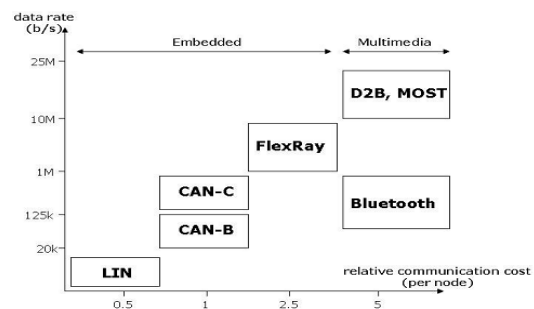 data rate
(b/s)
Embedded
Multimedia
25M
D2B, MOST
10M
FlexRay
1M
CAN-C
Bluetooth
125k
CAN-B
20k
LIN
relative communication cost
(per node)
0.5
1
2.5
5